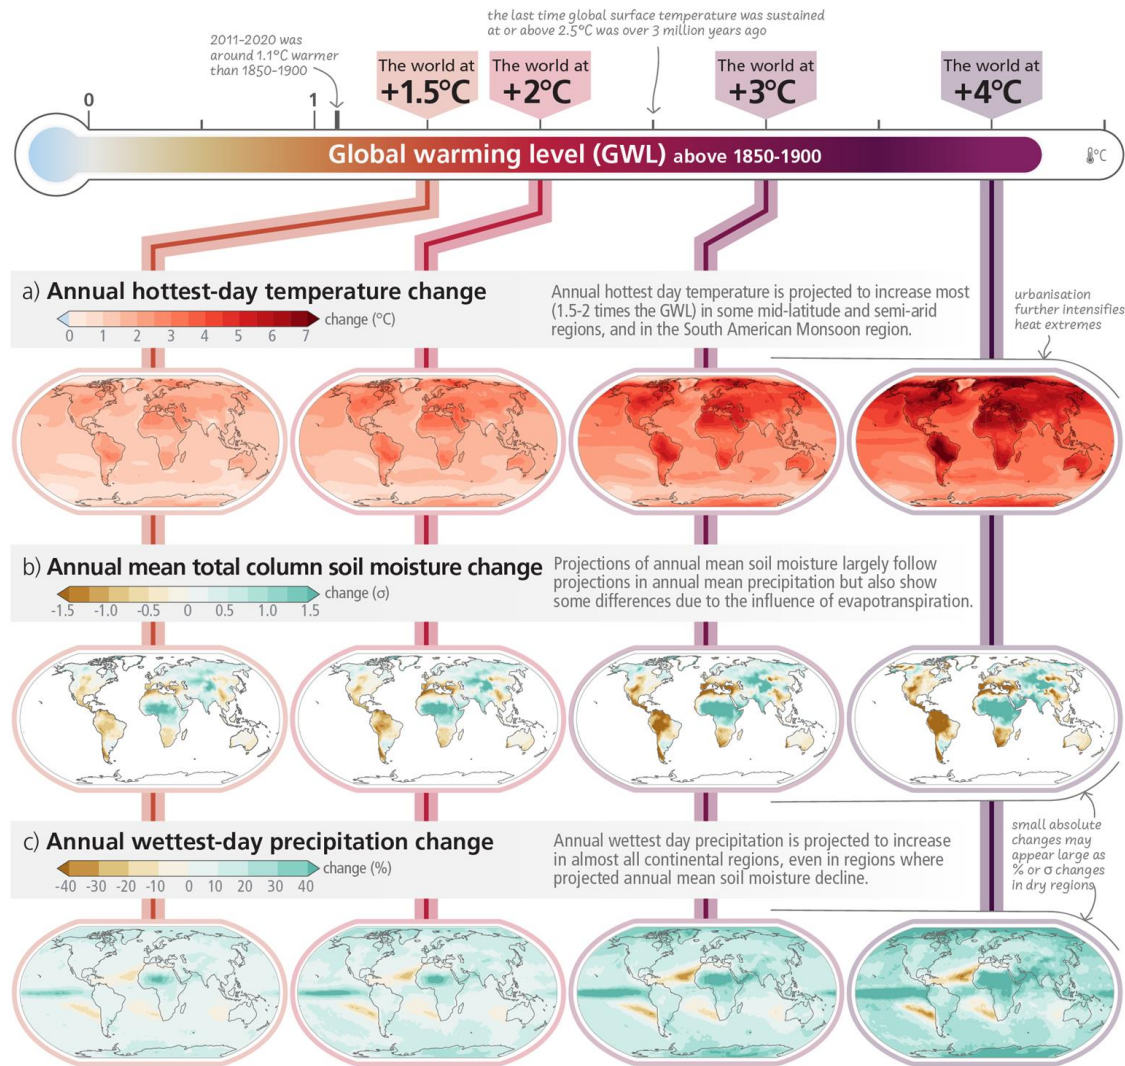 the last time global surface temperature was sustained
at or above 2.5°C was over 3 million years ago
2011-2020 was
around 1.1°C warmer
than 1850-1900
The world at
+1.5°C
The world at
+2°C
The world at
+3°C
The world at
+4°C
0
1
Global warming level (GWL) above 1850-1900
°C
a) Annual hottest-day temperature change
change (°C)
0 1 2 3 4 5 6 7
Annual hottest day temperature is projected to increase most
(1.5-2 times the GWL) in some mid-latitude and semi-arid
regions, and in the South American Monsoon region.
urbanisation
further intensifies
heat extremes
b) Annual mean total column soil moisture change
change (σ)
-1.5 -1.0 -0.5 0 0.5 1.0 1.5
Projections of annual mean soil moisture largely follow
projections in annual mean precipitation but also show
some differences due to the influence of evapotranspiration.
c) Annual wettest-day precipitation change
change (%)
-40 -30 -20 -10 0 10 20 30 40
Annual wettest day precipitation is projected to increase
in almost all continental regions, even in regions where
projected annual mean soil moisture decline.
small absolute
changes may
appear large as
% or σ changes
in dry regions